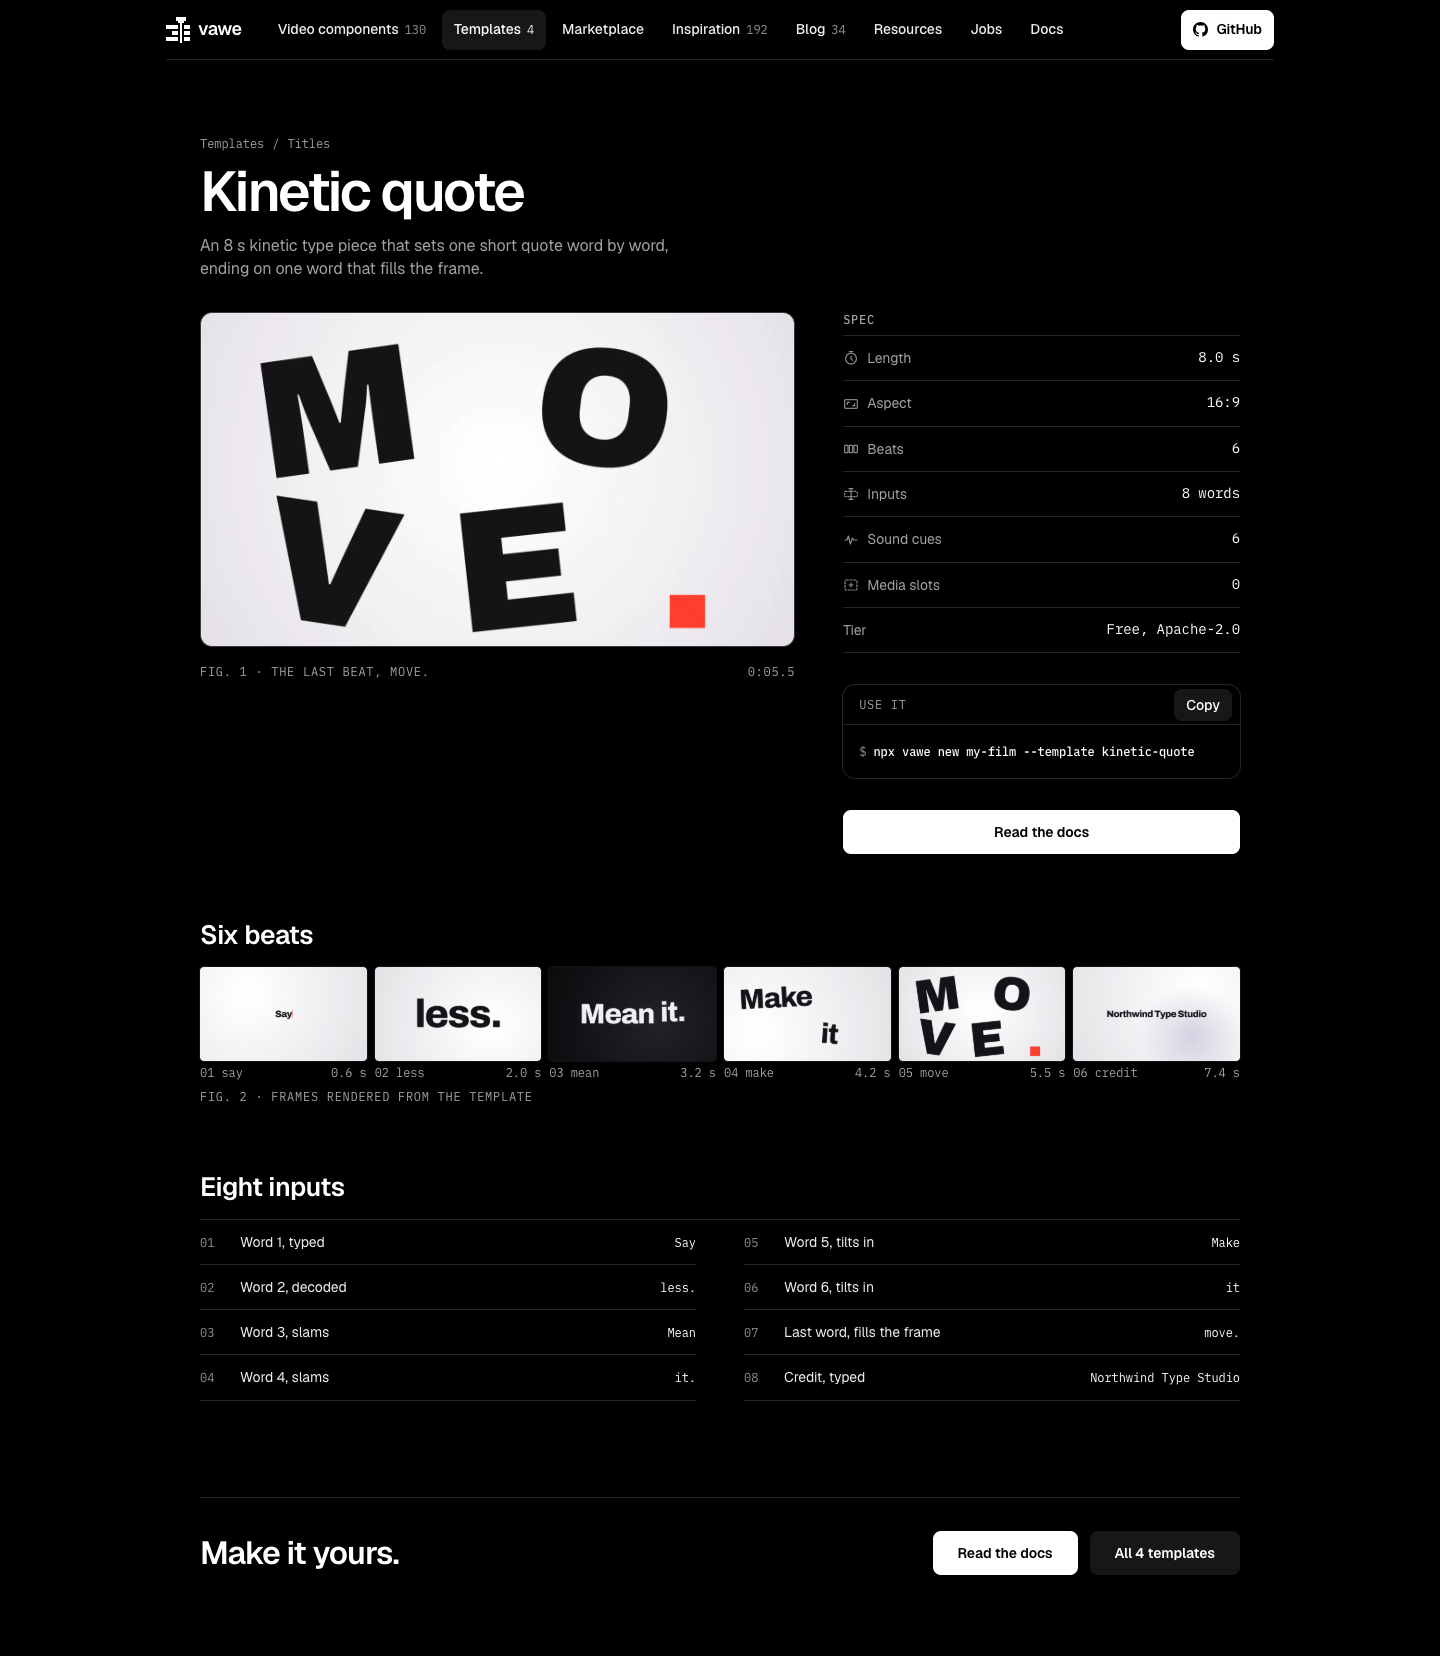 vawe Video components 130 Templates 4 Marketplace Inspiration 192 Blog 34 Resources Jobs Docs GitHub
Templates / Titles
Kinetic quote
An 8 s kinetic type piece that sets one short quote word by word,
ending on one word that fills the frame.
M O
V E .
FIG. 1 · THE LAST BEAT, MOVE. 0:05.5
SPEC
Length 8.0 s
Aspect 16:9
Beats 6
Inputs 8 words
Sound cues 6
Media slots 0
Tier Free, Apache-2.0
USE IT Copy
$ npx vawe new my-film --template kinetic-quote
Read the docs
Six beats
Say
less.
Mean it.
Make
it
M O
V E .
Northwind Type Studio
01 say 0.6 s 02 less 2.0 s 03 mean 3.2 s 04 make 4.2 s 05 move 5.5 s 06 credit 7.4 s
FIG. 2 · FRAMES RENDERED FROM THE TEMPLATE
Eight inputs
01 Word 1, typed Say
02 Word 2, decoded less.
03 Word 3, slams Mean
04 Word 4, slams it.
05 Word 5, tilts in Make
06 Word 6, tilts in it
07 Last word, fills the frame move.
08 Credit, typed Northwind Type Studio
Make it yours.
Read the docs
All 4 templates